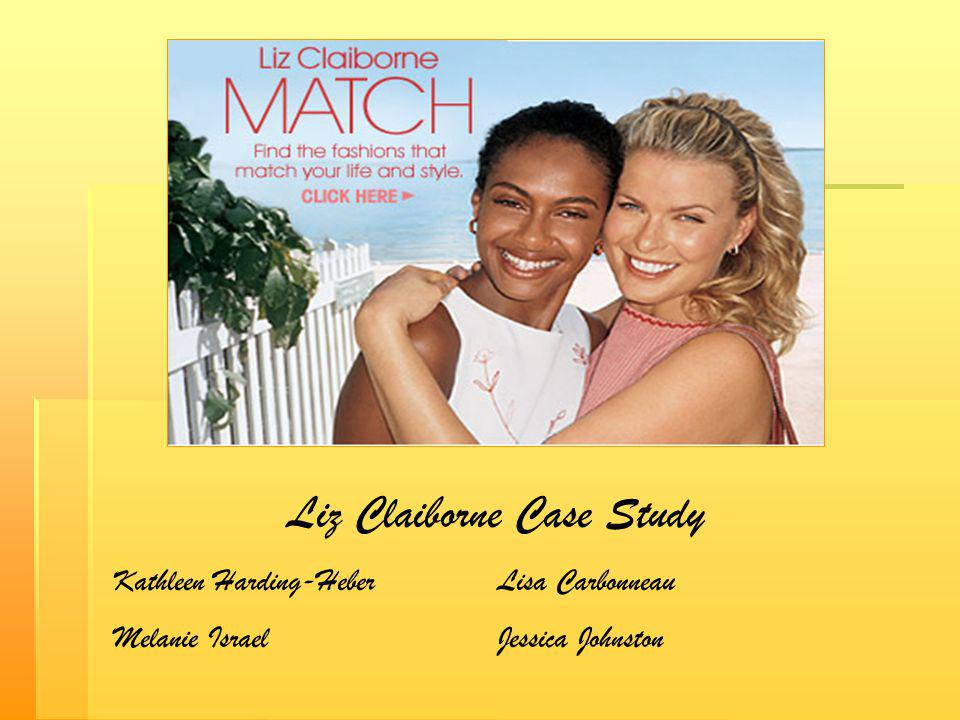 Liz Claiborne
MATCH
Find the fashions that
match your life and style.
CLICK HERE ►
Liz Claiborne Case Study
Kathleen Harding-Heber Lisa Carbonneau
Melanie Israel Jessica Johnston